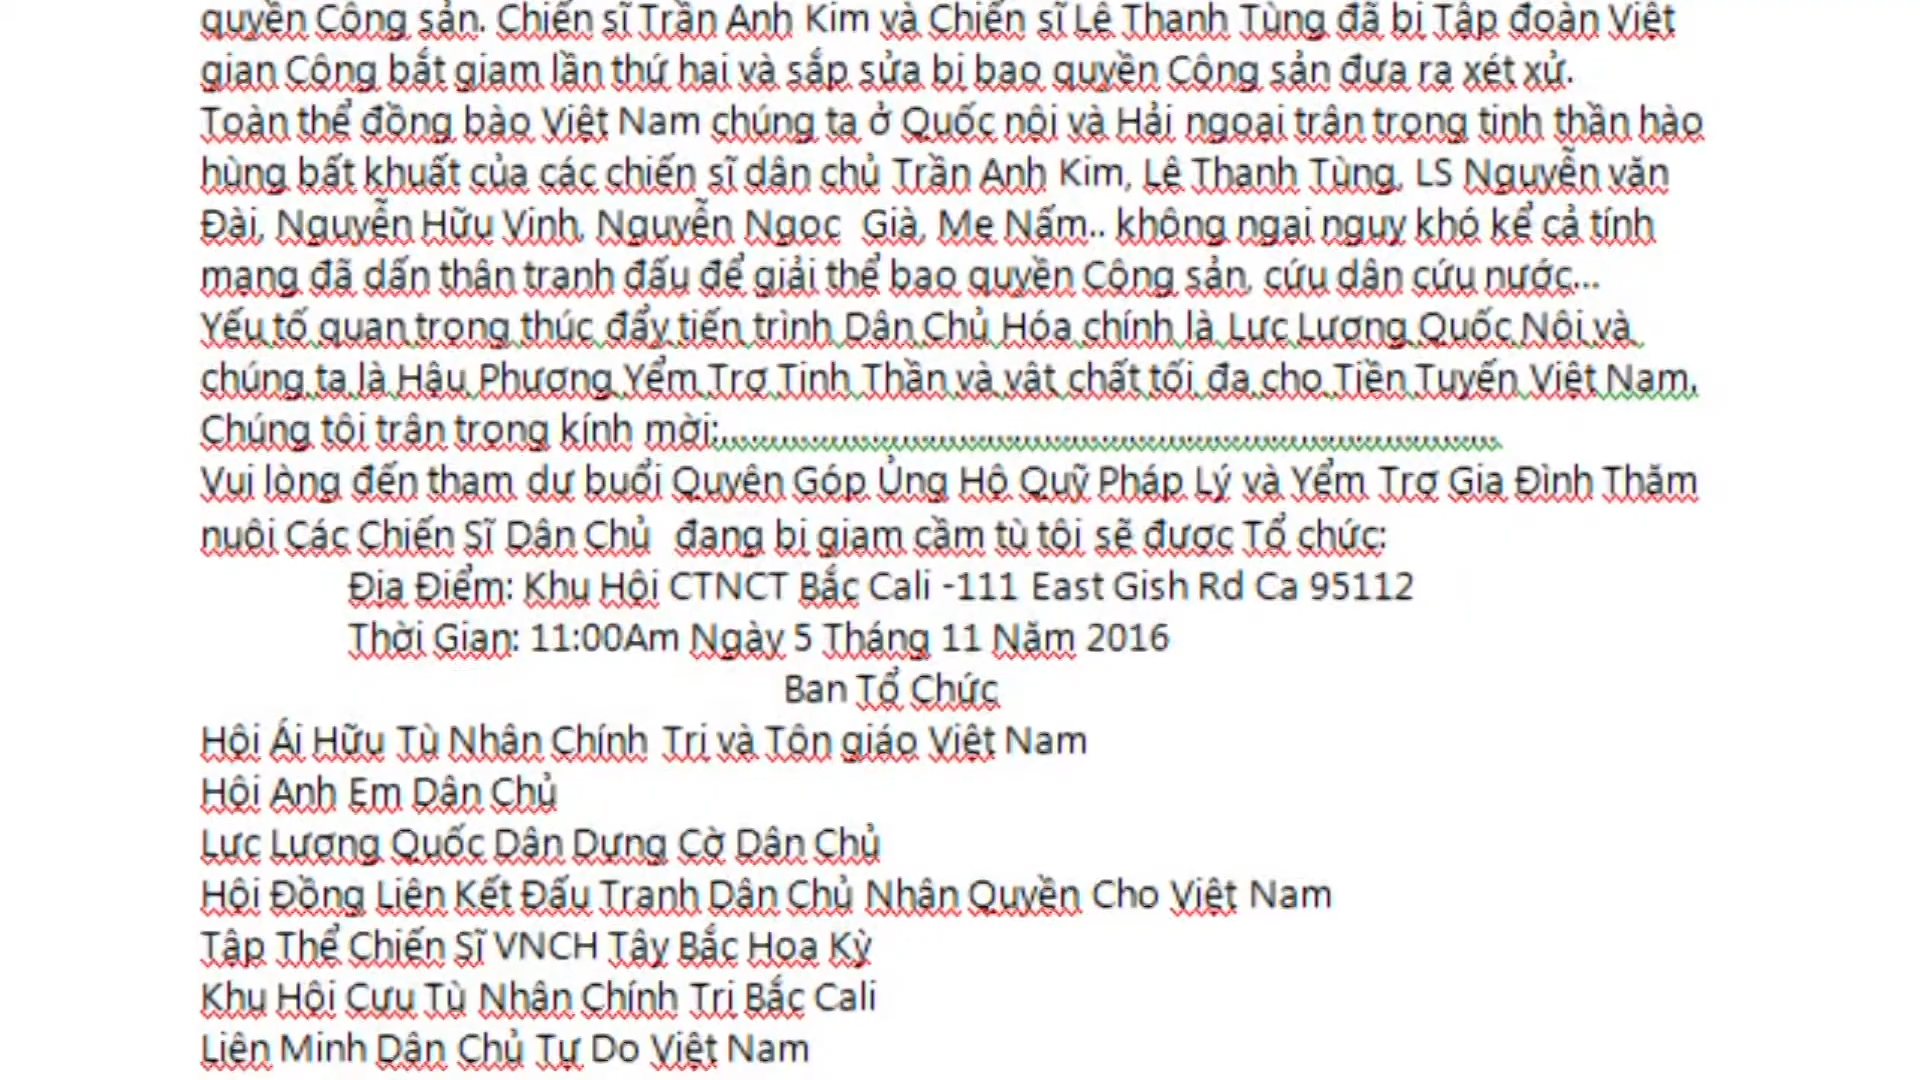 quyền Cộng sản. Chiến sĩ Trần Anh Kim và Chiến sĩ Lê Thanh Tùng đã bị Tập đoàn Việt
gian Cộng bắt giam lần thứ hai và sắp sửa bị bạo quyền Cộng sản đưa ra xét xử.
Toàn thể đồng bào Việt Nam chúng ta ở Quốc nội và Hải ngoại trân trọng tinh thần hào
hùng bất khuất của các chiến sĩ dân chủ Trần Anh Kim, Lê Thanh Tùng, LS Nguyễn văn
Đài, Nguyễn Hữu Vinh, Nguyễn Ngọc Già, Mẹ Nấm.. không ngại nguy khó kể cả tính
mạng đã dấn thân tranh đấu để giải thể bạo quyền Cộng sản, cứu dân cứu nước...
Yếu tố quan trọng thúc đẩy tiến trình Dân Chủ Hóa chính là Lực Lượng Quốc Nội và
chúng ta là Hậu Phương Yểm Trợ Tinh Thần và vật chất tối đa cho Tiền Tuyến Việt Nam.
Chúng tôi trân trọng kính mời:..............................................................................
Vui lòng đến tham dự buổi Quyên Góp Ủng Hộ Quỹ Pháp Lý và Yểm Trợ Gia Đình Thăm
nuôi Các Chiến Sĩ Dân Chủ đang bị giam cầm tù tội sẽ được Tổ chức:
Địa Điểm: Khu Hội CTNCT Bắc Cali -111 East Gish Rd Ca 95112
Thời Gian: 11:00Am Ngày 5 Tháng 11 Năm 2016
Ban Tổ Chức
Hội Ái Hữu Tù Nhân Chính Trị và Tôn giáo Việt Nam
Hội Anh Em Dân Chủ
Lực Lượng Quốc Dân Dựng Cờ Dân Chủ
Hội Đồng Liên Kết Đấu Tranh Dân Chủ Nhân Quyền Cho Việt Nam
Tập Thể Chiến Sĩ VNCH Tây Bắc Hoa Kỳ
Khu Hội Cựu Tù Nhân Chính Trị Bắc Cali
Liên Minh Dân Chủ Tự Do Việt Nam